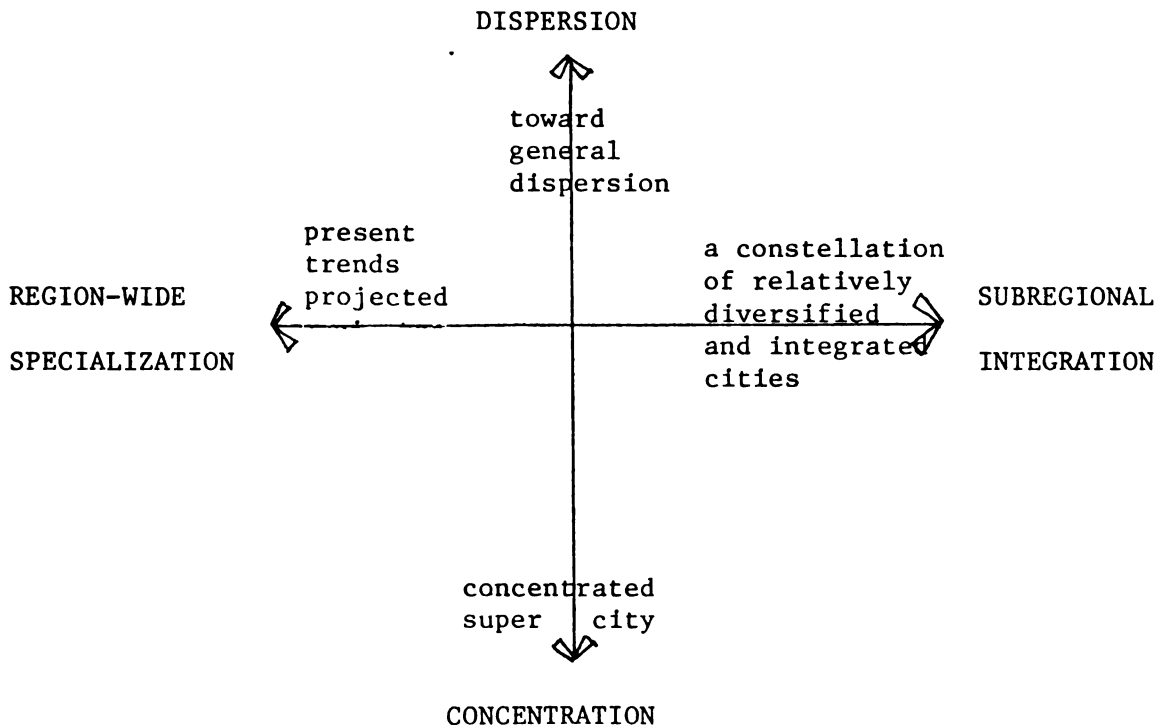 DISPERSION
toward
general
dispersion
present
trends
projected
REGION-WIDE
SPECIALIZATION
a constellation
of relatively
diversified
and integrated
cities
SUBREGIONAL
INTEGRATION
concentrated
super city
CONCENTRATION